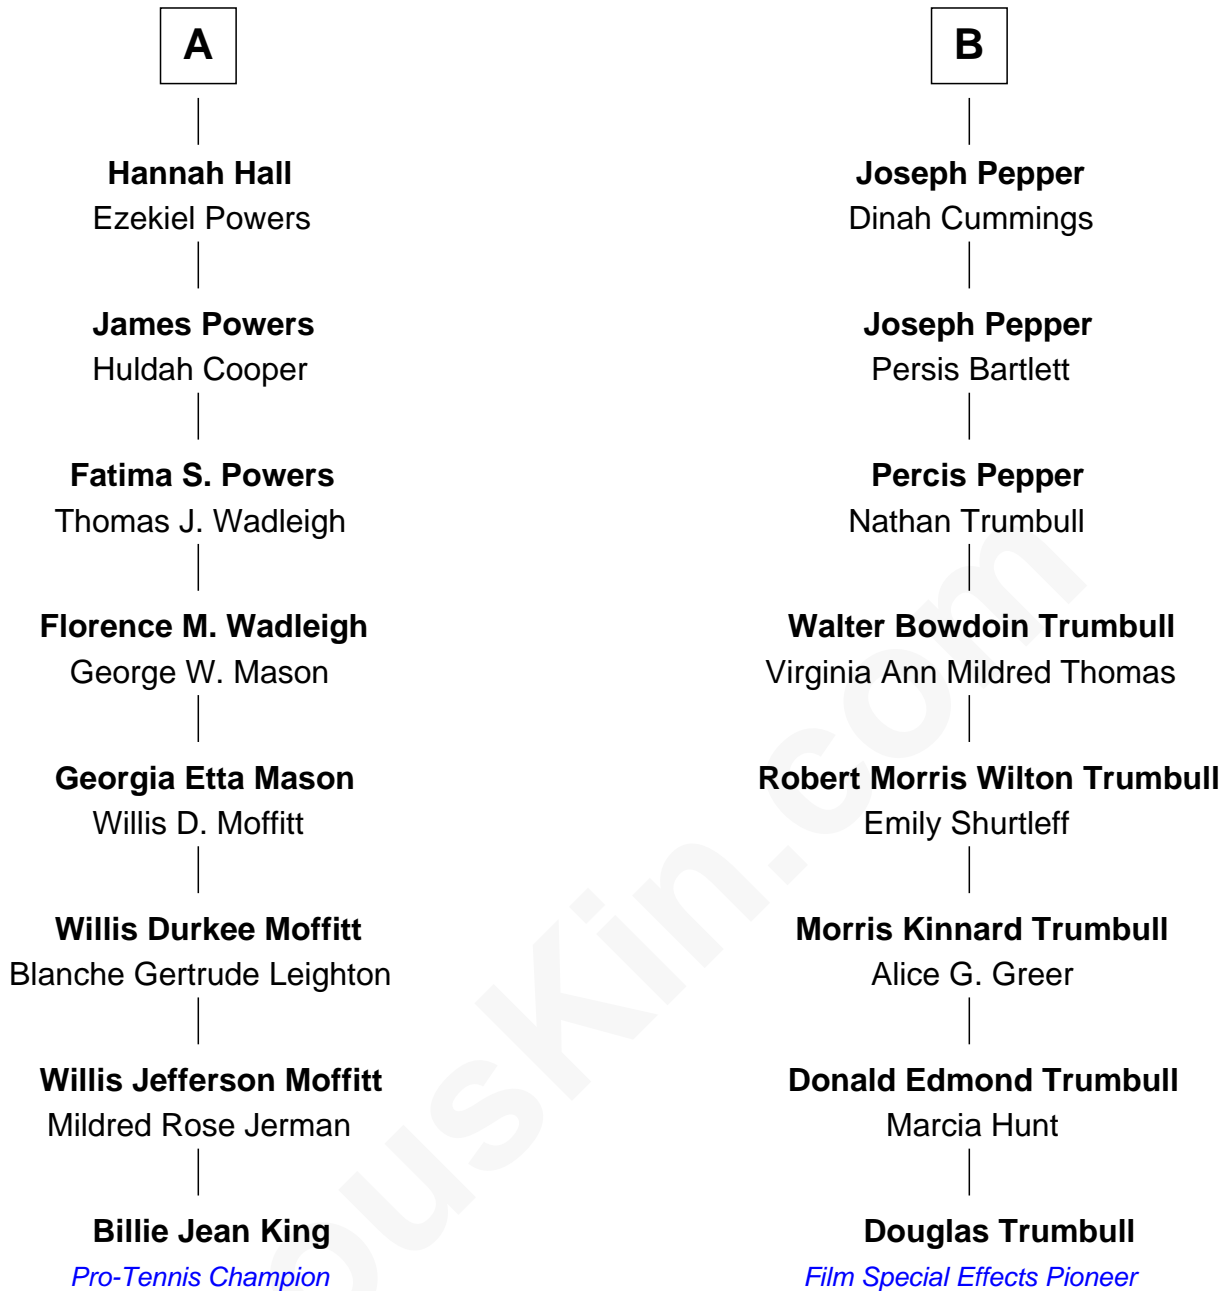 A
Hannah Hall
Ezekiel Powers
James Powers
Huldah Cooper
Fatima S. Powers
Thomas J. Wadleigh
Florence M. Wadleigh
George W. Mason
Georgia Etta Mason
Willis D. Moffitt
Willis Durkee Moffitt
Blanche Gertrude Leighton
Willis Jefferson Moffitt
Mildred Rose Jerman
Billie Jean King
Pro-Tennis Champion
B
Joseph Pepper
Dinah Cummings
Joseph Pepper
Persis Bartlett
Percis Pepper
Nathan Trumbull
Walter Bowdoin Trumbull
Virginia Ann Mildred Thomas
Robert Morris Wilton Trumbull
Emily Shurtleff
Morris Kinnard Trumbull
Alice G. Greer
Donald Edmond Trumbull
Marcia Hunt
Douglas Trumbull
Film Special Effects Pioneer
ousKin.com